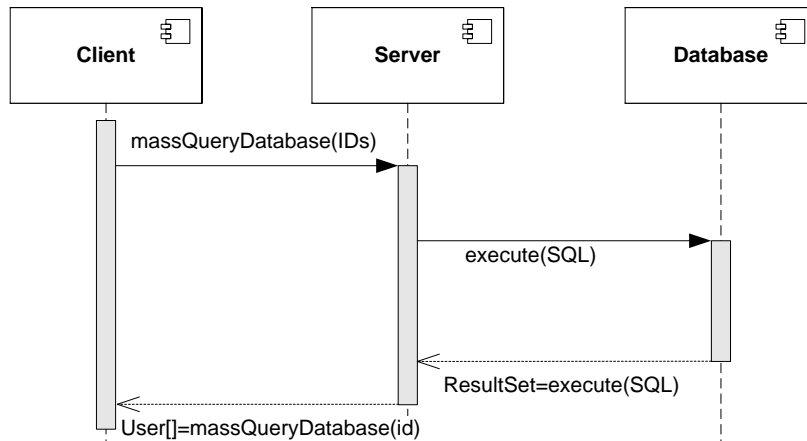 Client
Server
Database
massQueryDatabase(IDs)
execute(SQL)
ResultSet=execute(SQL)
User[]=massQueryDatabase(id)